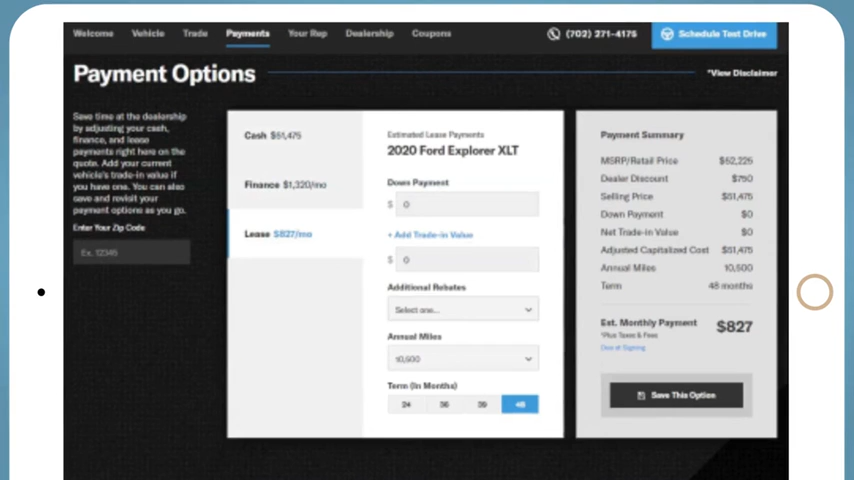 Welcome Vehicle Trade Payments Your Rep Dealership Coupons (702) 271-4175 Schedule Test Drive
Payment Options
*View Disclaimer
Save time at the dealership
by adjusting your cash,
finance, and lease
payments right here on the
quote. Add your current
vehicle's trade-in value if
you have one. You can also
save and revisit your
payment options as you go.
Enter Your Zip Code
Ex. 12345
Cash $51,475
Finance $1,320/mo
Lease $827/mo
Estimated Lease Payments
2020 Ford Explorer XLT
Down Payment
$ 0
+ Add Trade-in Value
$ 0
Additional Rebates
Select one...
Annual Miles
10,500
Term (In Months)
24 36 39 48
Payment Summary
MSRP/Retail Price $52,225
Dealer Discount $750
Selling Price $51,475
Down Payment $0
Net Trade-in Value $0
Adjusted Capitalized Cost $51,475
Annual Miles 10,500
Term 48 months
Est. Monthly Payment $827
*Plus Taxes & Fees
Due at Signing
Save This Option